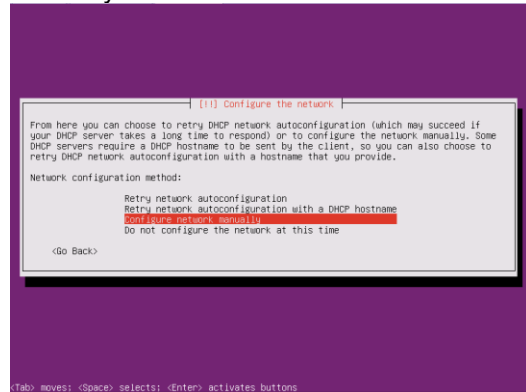 [!!] Configure the network
From here you can choose to retry DHCP network autoconfiguration (which may succeed if
your DHCP server takes a long time to respond) or to configure the network manually. Some
DHCP servers require a DHCP hostname to be sent by the client, so you can also choose to
retry DHCP network autoconfiguration with a hostname that you provide.
Network configuration method:
Retry network autoconfiguration
Retry network autoconfiguration with a DHCP hostname
Configure network manually
Do not configure the network at this time
<Go Back>
<Tab> moves; <Space> selects; <Enter> activates buttons